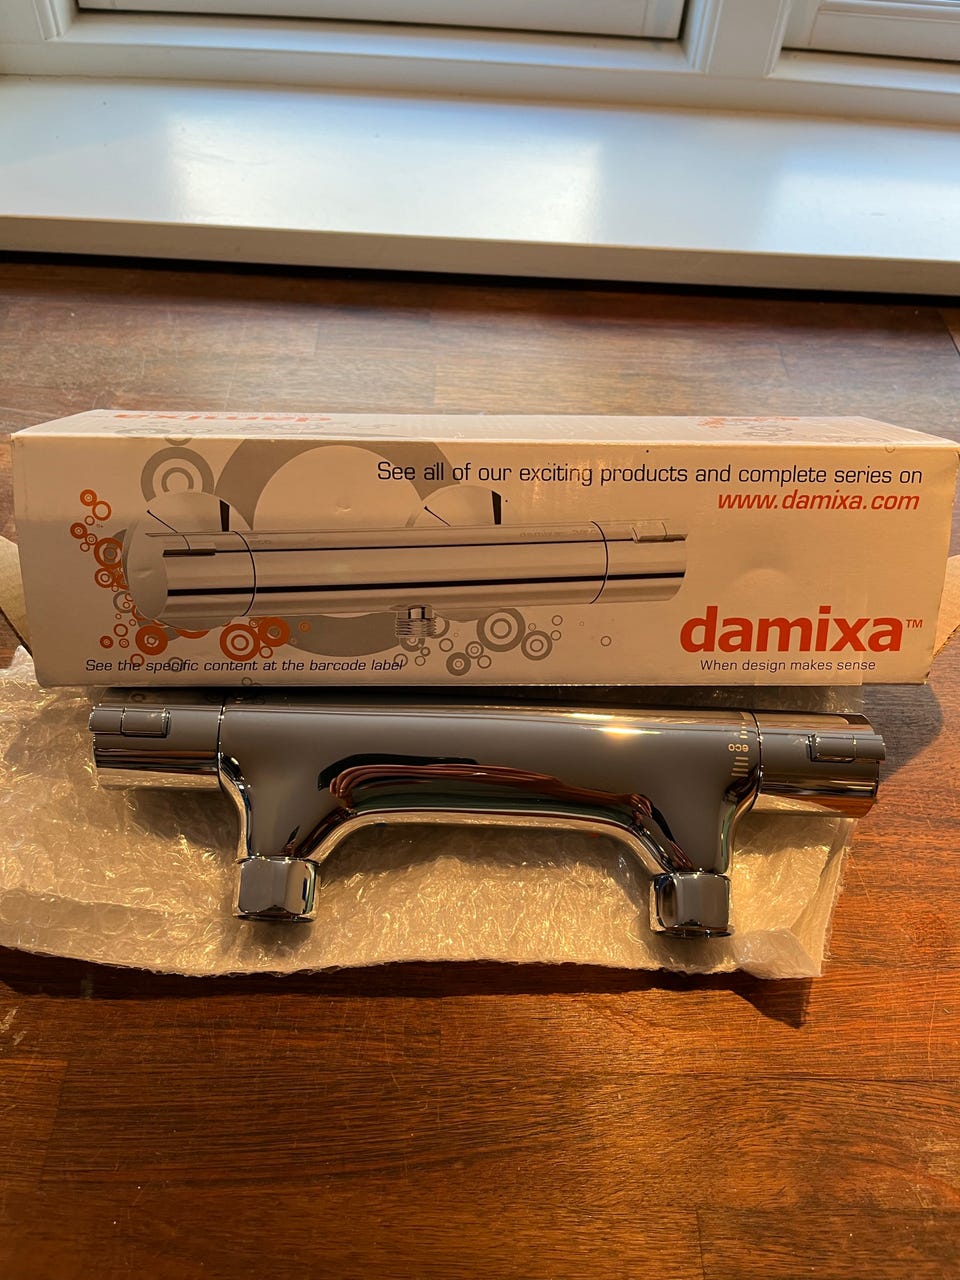 damixa
See all of our exciting products and complete series on
www.damixa.com
damixa™
When design makes sense
See the specific content at the barcode label
eco